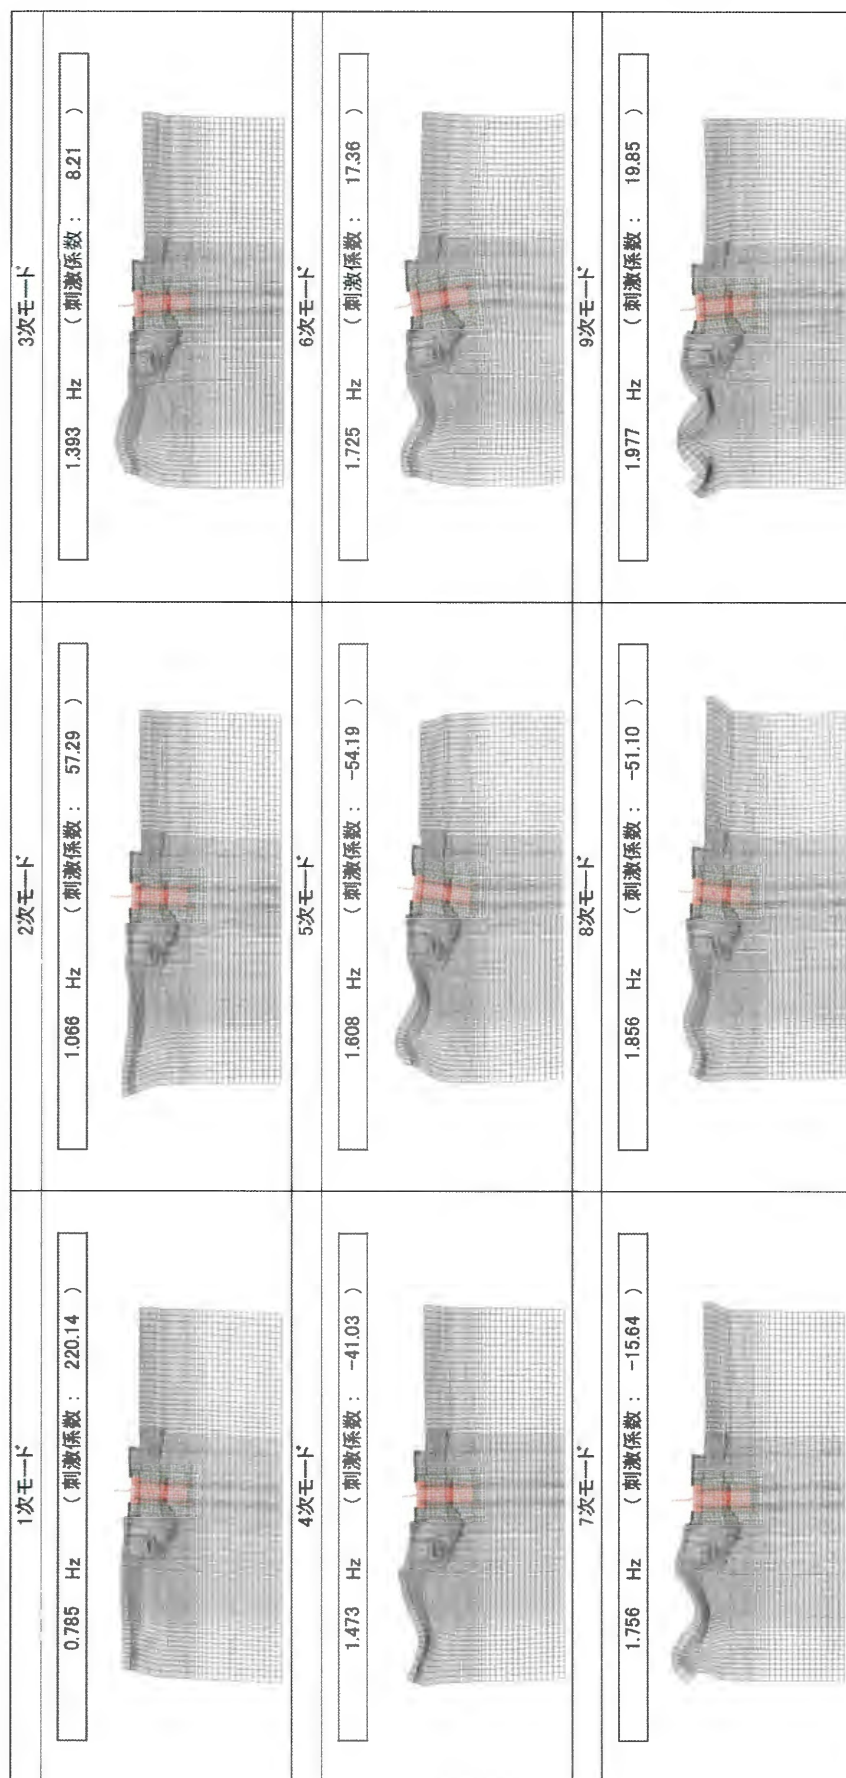 1次モード
0.785 Hz ( 刺激係数 : 220.14 )
2次モード
1.066 Hz ( 刺激係数 : 57.29 )
3次モード
1.393 Hz ( 刺激係数 : 8.21 )
4次モード
1.473 Hz ( 刺激係数 : -41.03 )
5次モード
1.608 Hz ( 刺激係数 : -54.19 )
6次モード
1.725 Hz ( 刺激係数 : 17.36 )
7次モード
1.756 Hz ( 刺激係数 : -15.64 )
8次モード
1.856 Hz ( 刺激係数 : -51.10 )
9次モード
1.977 Hz ( 刺激係数 : 19.85 )